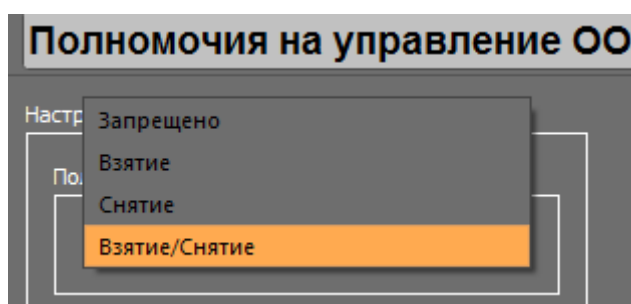 Полномочия на управление ОО
Настр
Запрещено
Взятие
Пол
Снятие
Взятие/Снятие